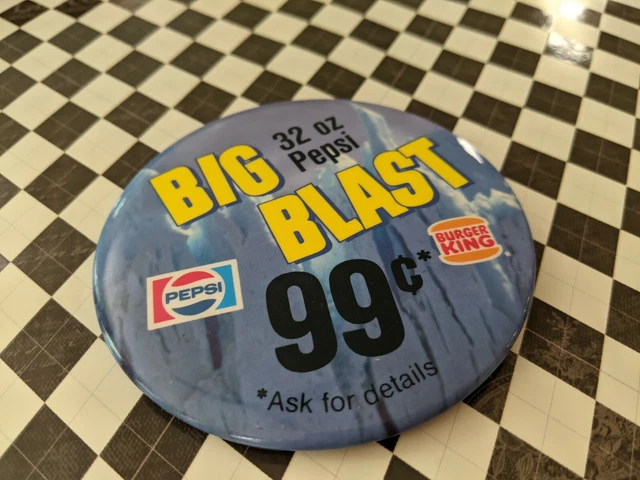 32 oz
Pepsi
BIG
BLAST
PEPSI
BURGER
KING
99¢*
*Ask for details